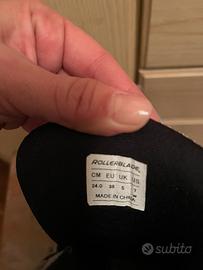 ROLLERBLADE.
CM EU UK US
24.0 38 5 7
MADE IN CHINA
subito